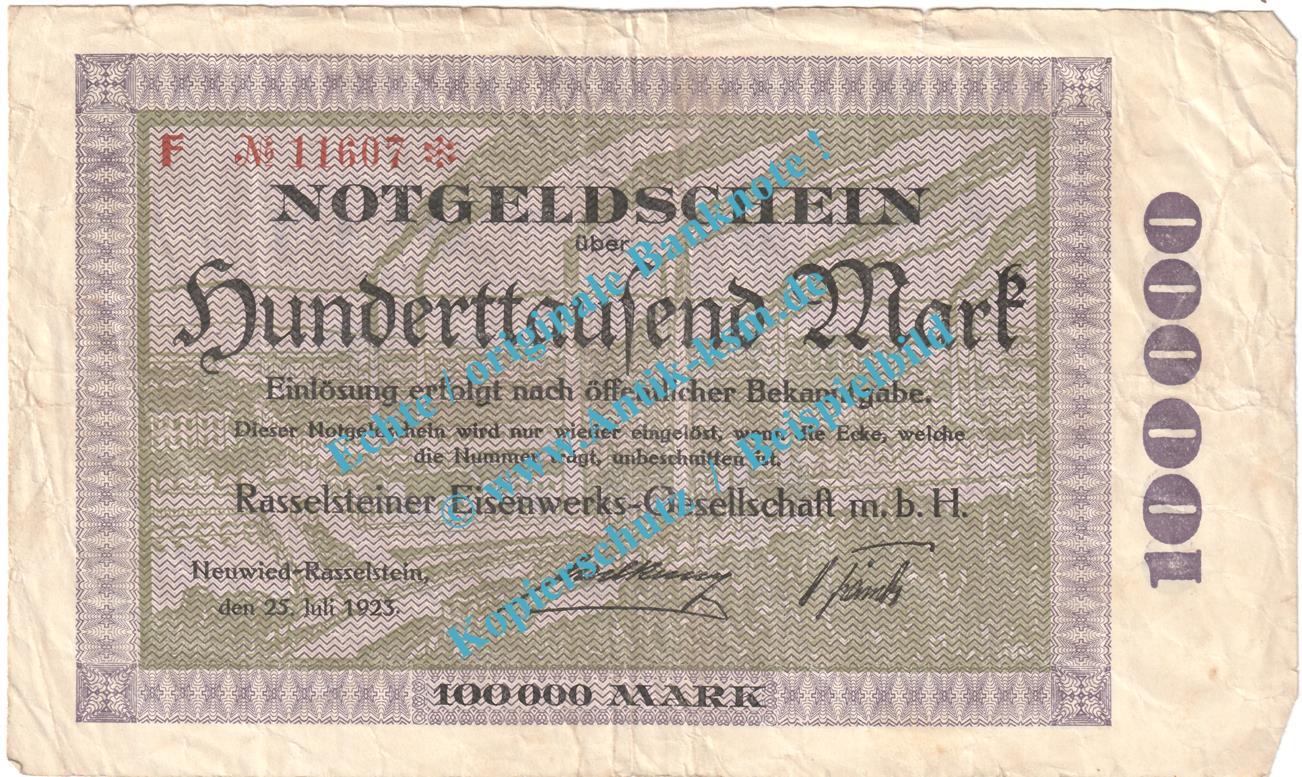 F № 11607 *
NOTGELDSCHEIN
über
Hunderttausend Mark
Einlösung erfolgt nach öffentlicher Bekanntgabe.
Dieser Notgeldschein wird nur wieder eingelöst, wenn die Ecke, welche
die Nummer trägt, unbeschnitten ist.
Rasselsteiner Eisenwerks-Gesellschaft m. b. H.
Neuwied-Rasselstein,
den 25. Juli 1923.
100000 MARK
100000
Echte / originale Banknote !
© www.Antik-ksm.de
Kopierschutz / Beispielbild